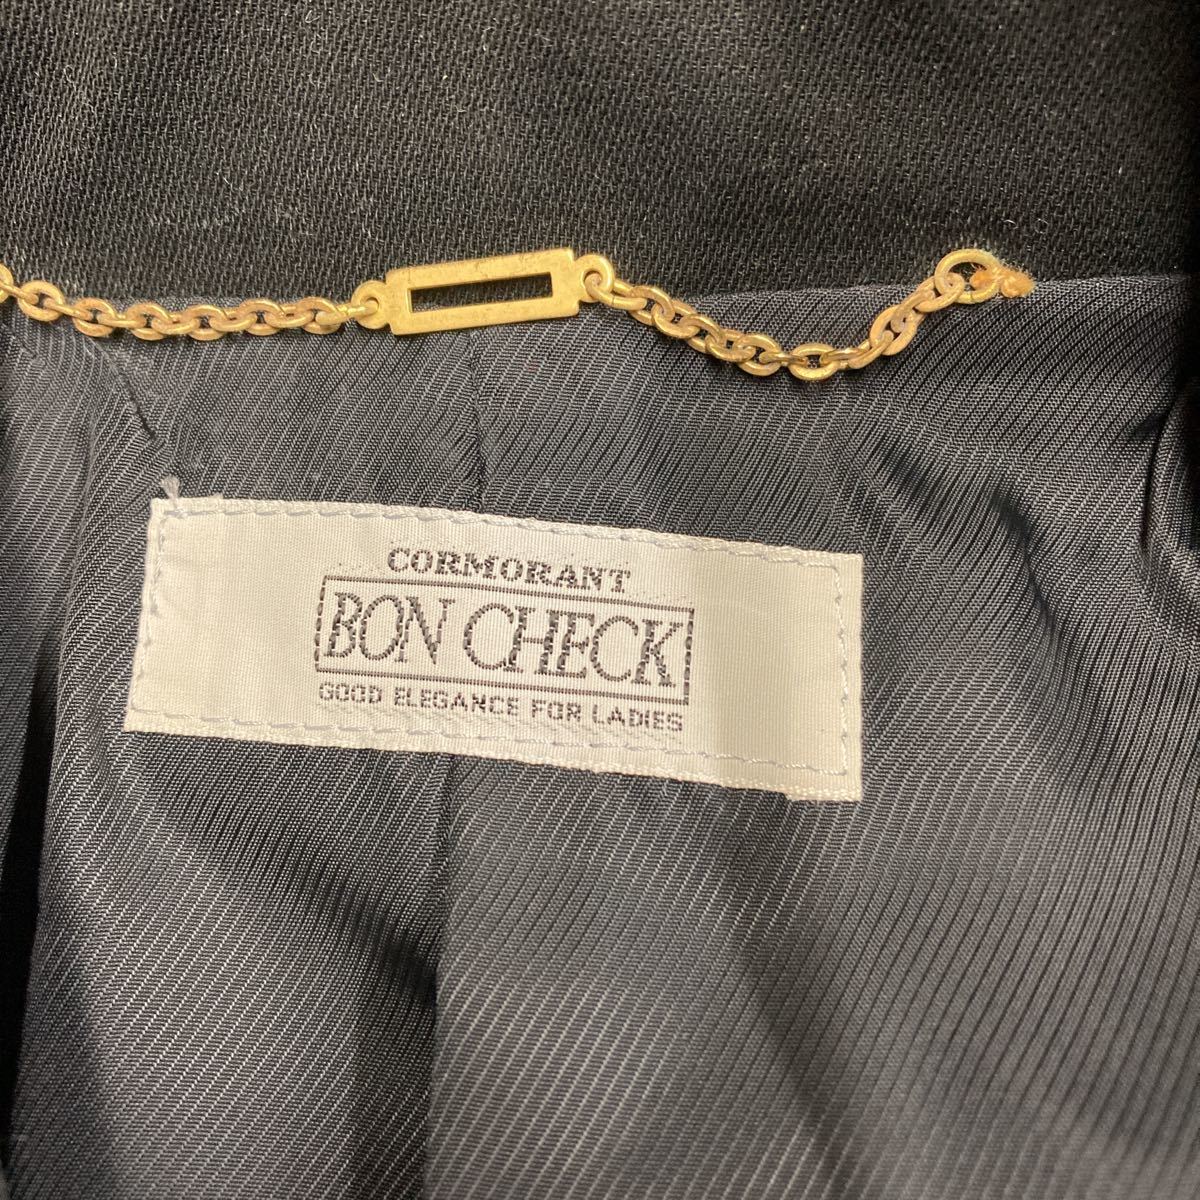 CORMORANT
BON CHECK
GOOD ELEGANCE FOR LADIES